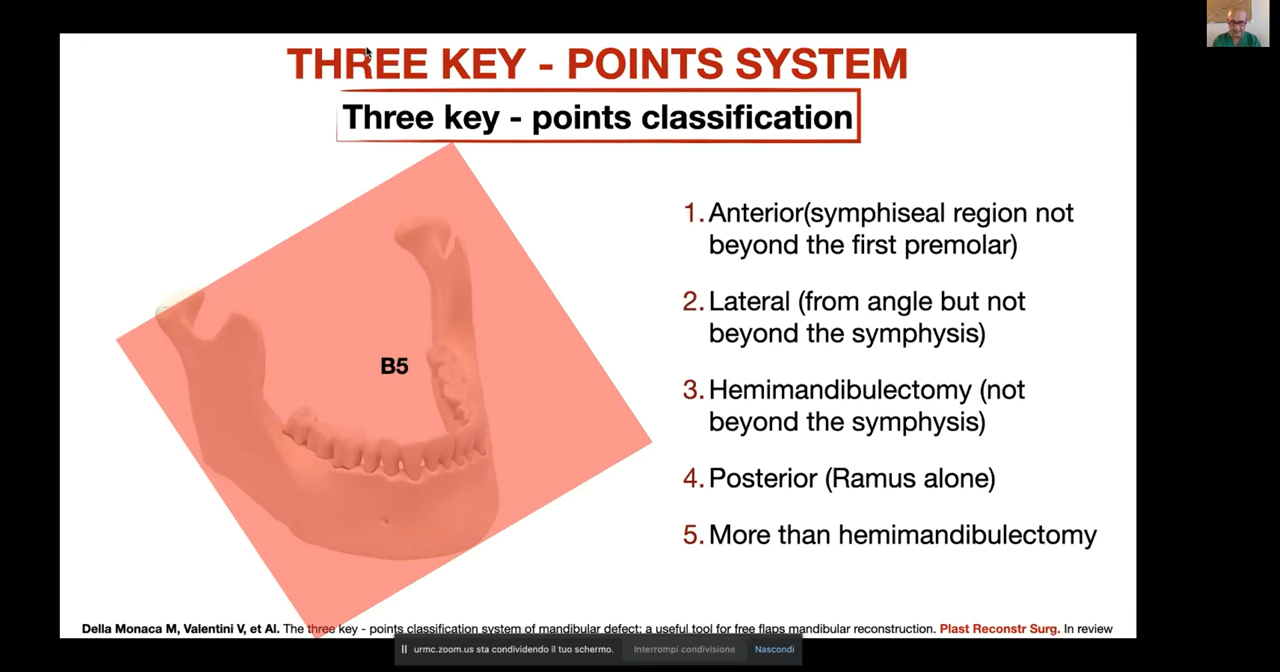 THREE KEY - POINTS SYSTEM
Three key - points classification
B5
1. Anterior(symphiseal region not
beyond the first premolar)
2. Lateral (from angle but not
beyond the symphysis)
3. Hemimandibulectomy (not
beyond the symphysis)
4. Posterior (Ramus alone)
5. More than hemimandibulectomy
Della Monaca M, Valentini V, et Al. The three key - points classification system of mandibular defect: a useful tool for free flaps mandibular reconstruction. Plast Reconstr Surg. In review
urmc.zoom.us sta condividendo il tuo schermo. Interrompi condivisione Nascondi